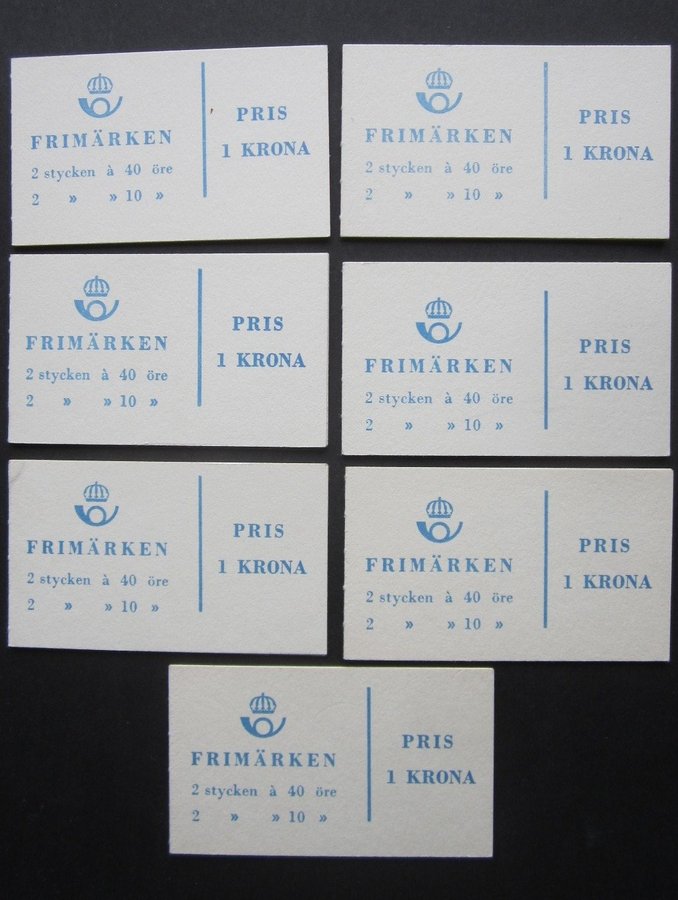 FRIMÄRKEN
2 stycken à 40 öre
2 » » 10 »
PRIS
1 KRONA
FRIMÄRKEN
2 stycken à 40 öre
2 » » 10 »
PRIS
1 KRONA
FRIMÄRKEN
2 stycken à 40 öre
2 » » 10 »
PRIS
1 KRONA
FRIMÄRKEN
2 stycken à 40 öre
2 » » 10 »
PRIS
1 KRONA
FRIMÄRKEN
2 stycken à 40 öre
2 » » 10 »
PRIS
1 KRONA
FRIMÄRKEN
2 stycken à 40 öre
2 » » 10 »
PRIS
1 KRONA
FRIMÄRKEN
2 stycken à 40 öre
2 » » 10 »
PRIS
1 KRONA